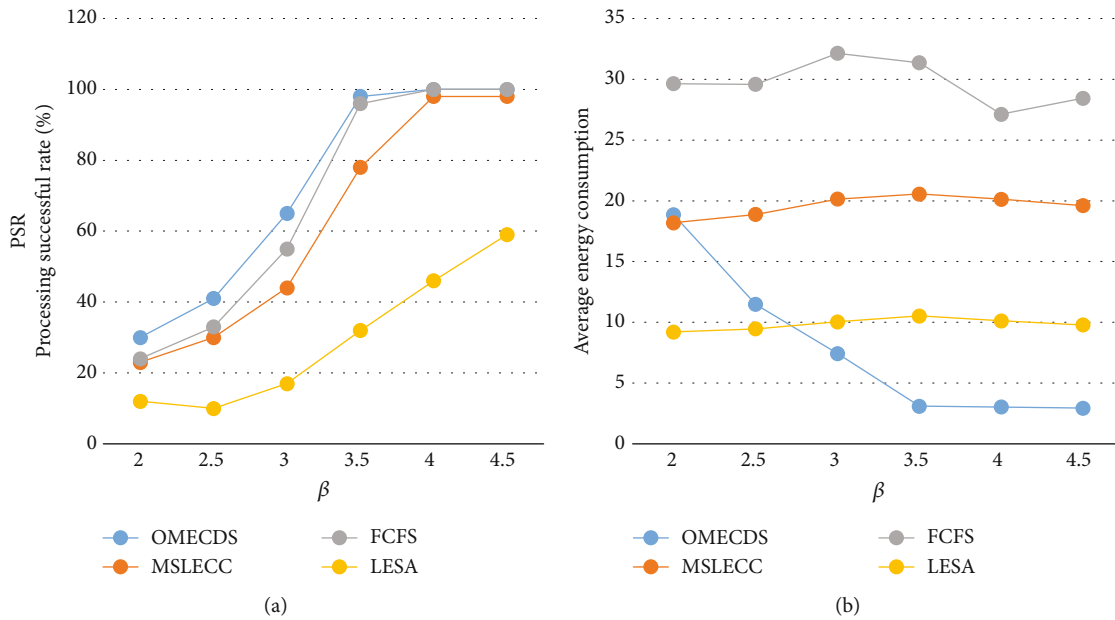 120
100
80
60
40
20
0
PSR
Processing successful rate (%)
2 2.5 3 3.5 4 4.5
β
OMECDS FCFS
MSLECC LESA
(a)
35
30
25
20
15
10
5
0
Average energy consumption
2 2.5 3 3.5 4 4.5
β
OMECDS FCFS
MSLECC LESA
(b)